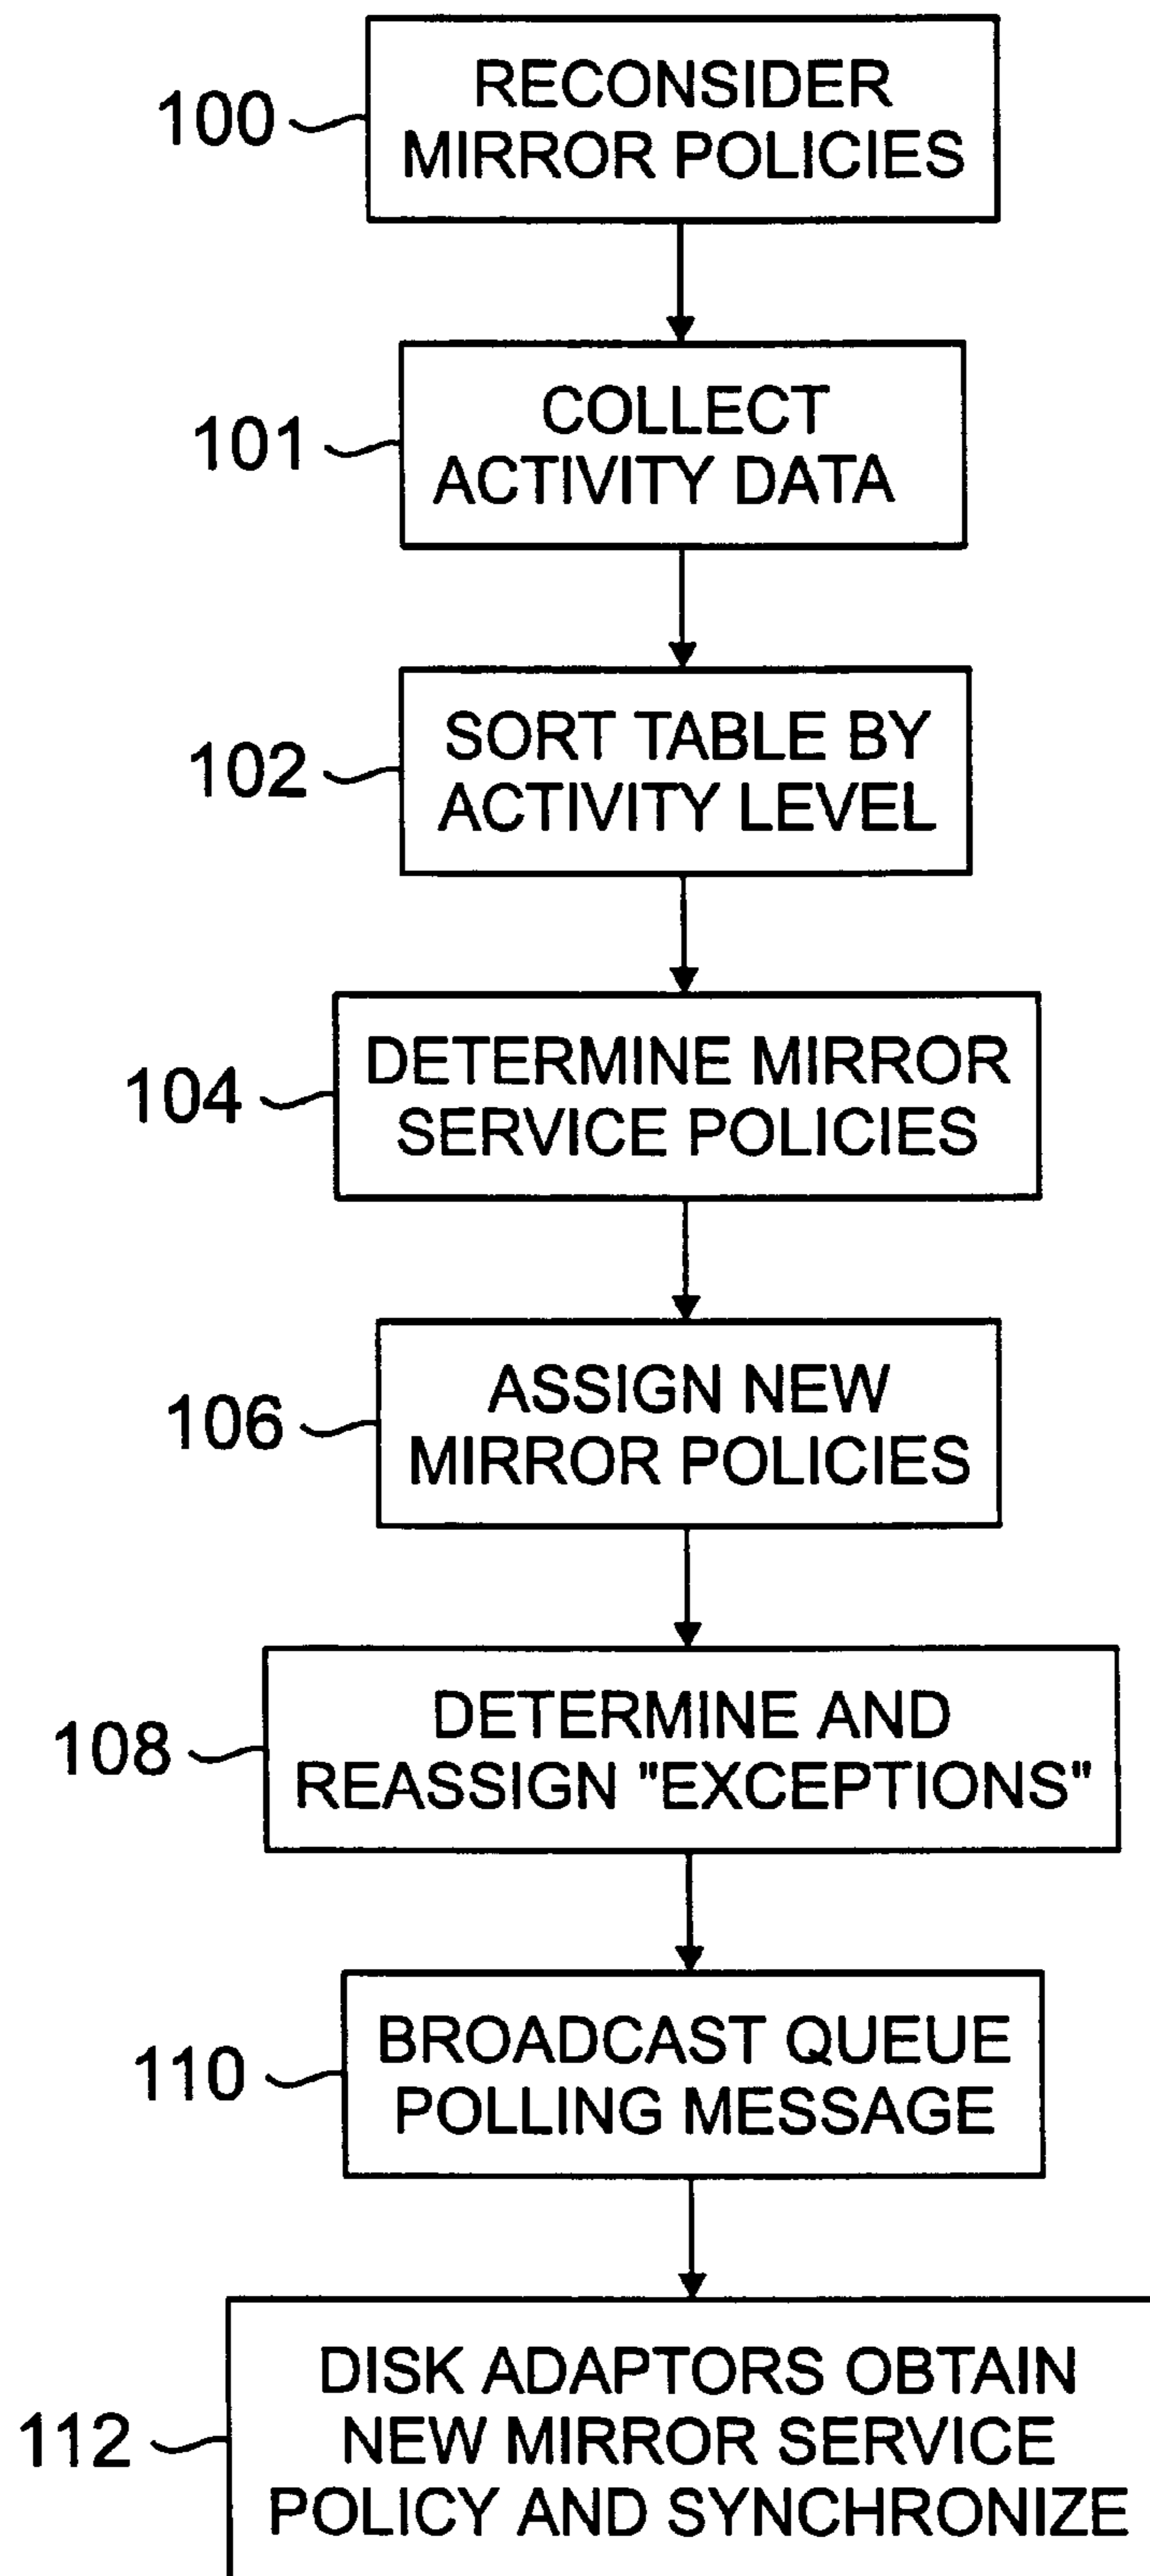 100
RECONSIDER
MIRROR POLICIES
101
COLLECT
ACTIVITY DATA
102
SORT TABLE BY
ACTIVITY LEVEL
104
DETERMINE MIRROR
SERVICE POLICIES
106
ASSIGN NEW
MIRROR POLICIES
108
DETERMINE AND
REASSIGN "EXCEPTIONS"
110
BROADCAST QUEUE
POLLING MESSAGE
112
DISK ADAPTORS OBTAIN
NEW MIRROR SERVICE
POLICY AND SYNCHRONIZE